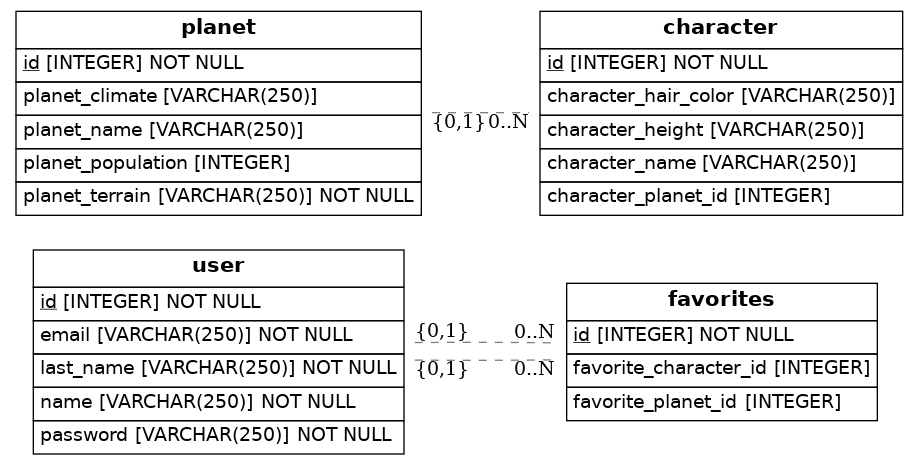 planet
id [INTEGER] NOT NULL
planet_climate [VARCHAR(250)]
planet_name [VARCHAR(250)]
planet_population [INTEGER]
planet_terrain [VARCHAR(250)] NOT NULL
{0,1} 0..N
character
id [INTEGER] NOT NULL
character_hair_color [VARCHAR(250)]
character_height [VARCHAR(250)]
character_name [VARCHAR(250)]
character_planet_id [INTEGER]
user
id [INTEGER] NOT NULL
email [VARCHAR(250)] NOT NULL
last_name [VARCHAR(250)] NOT NULL
name [VARCHAR(250)] NOT NULL
password [VARCHAR(250)] NOT NULL
{0,1} 0..N
{0,1} 0..N
favorites
id [INTEGER] NOT NULL
favorite_character_id [INTEGER]
favorite_planet_id [INTEGER]